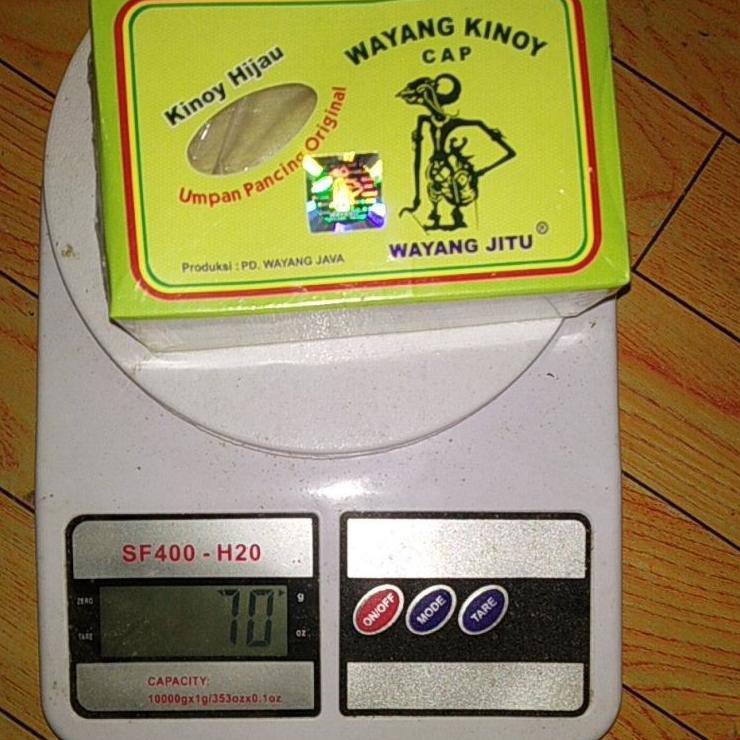 WAYANG KINOY
CAP
Kinoy Hijau
Umpan Pancing Original
WAYANG JITU®
Produksi : PD. WAYANG JAVA
SF400 - H20
ZERO
TARE
70
g
oz
CAPACITY:
10000gx1g/353ozx0.1oz
ON/OFF
MODE
TARE